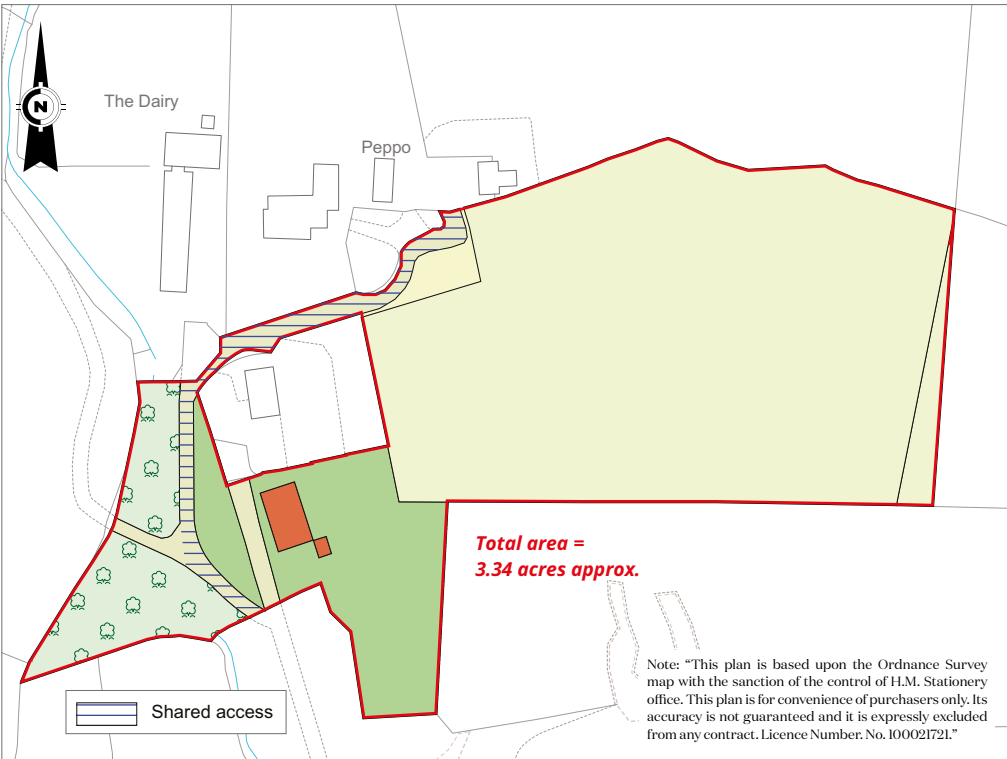 N
The Dairy
Peppo
Total area =
3.34 acres approx.
Shared access
Note: “This plan is based upon the Ordnance Survey
map with the sanction of the control of H.M. Stationery
office. This plan is for convenience of purchasers only. Its
accuracy is not guaranteed and it is expressly excluded
from any contract. Licence Number. No. 100021721.”